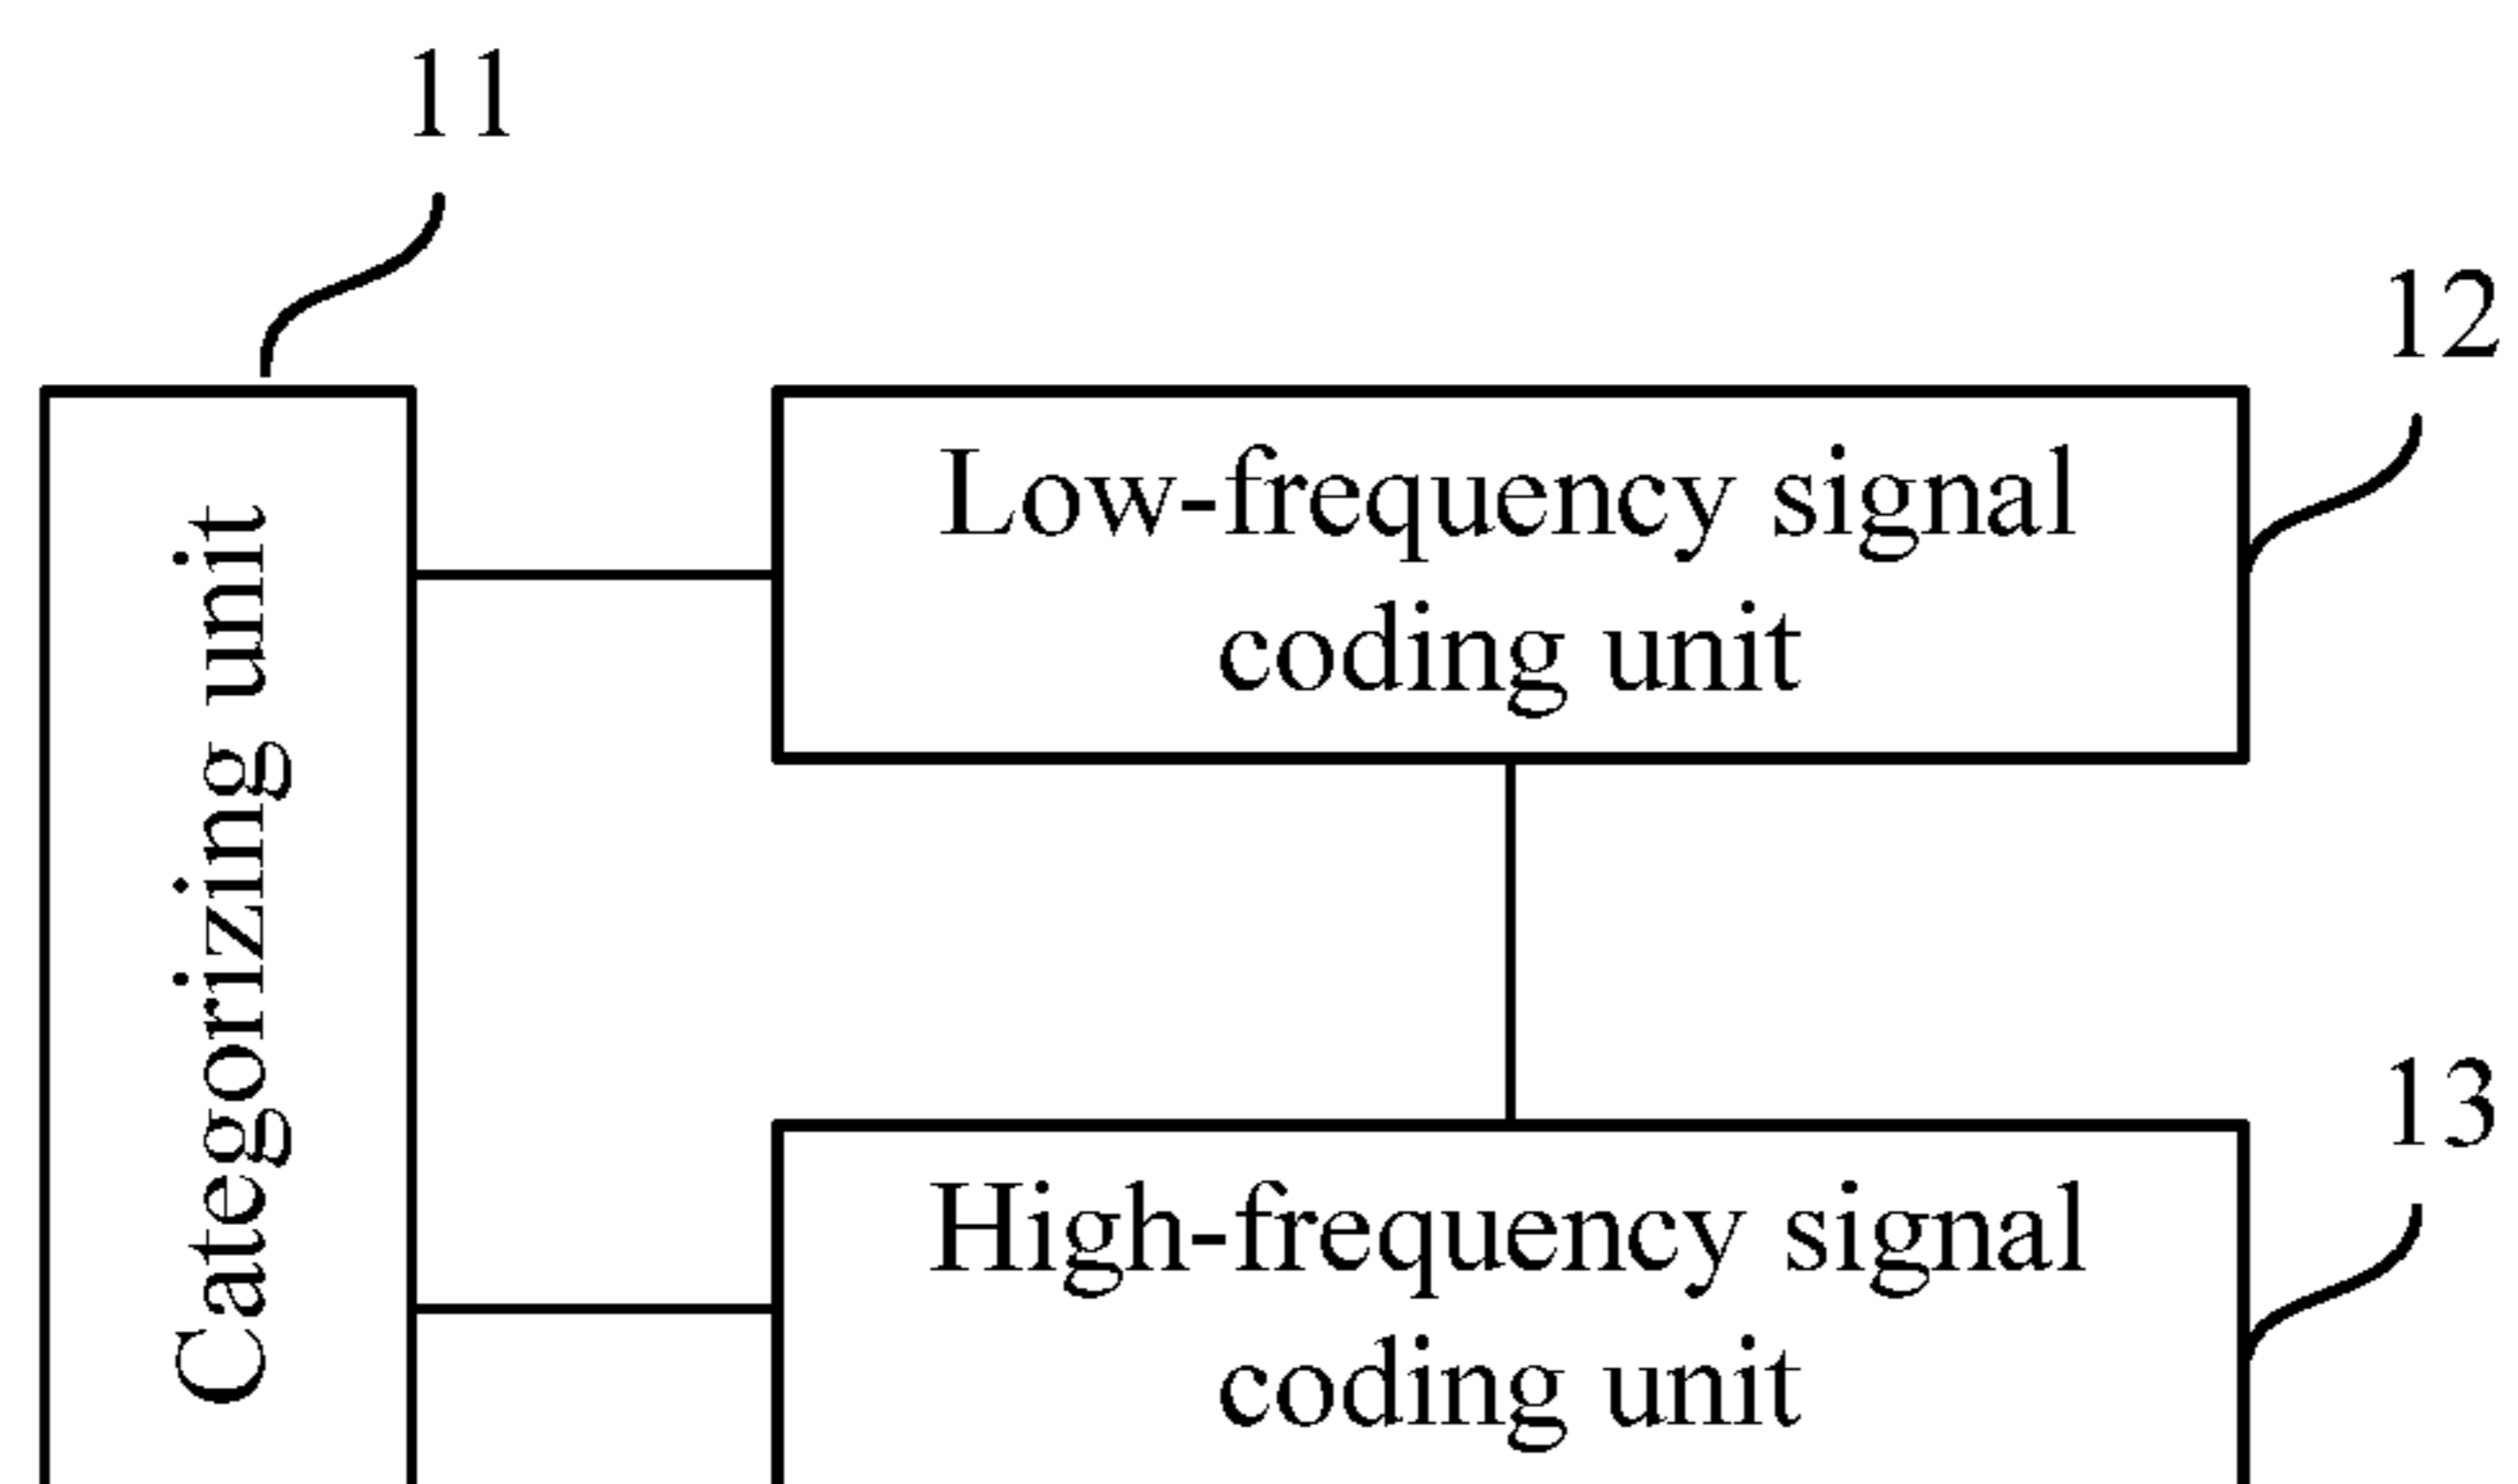 11
12
Low-frequency signal
coding unit
Categorizing unit
13
High-frequency signal
coding unit